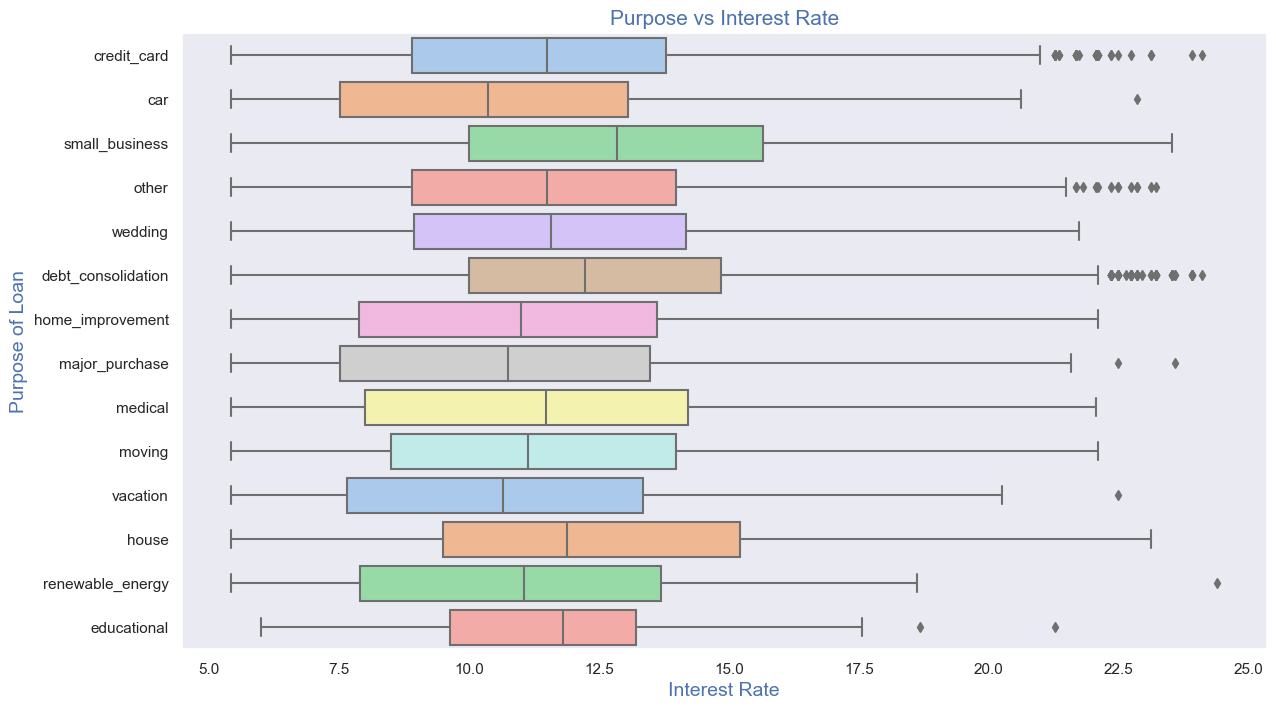 Purpose vs Interest Rate
Purpose of Loan
credit_card
car
small_business
other
wedding
debt_consolidation
home_improvement
major_purchase
medical
moving
vacation
house
renewable_energy
educational
5.0 7.5 10.0 12.5 15.0 17.5 20.0 22.5 25.0
Interest Rate